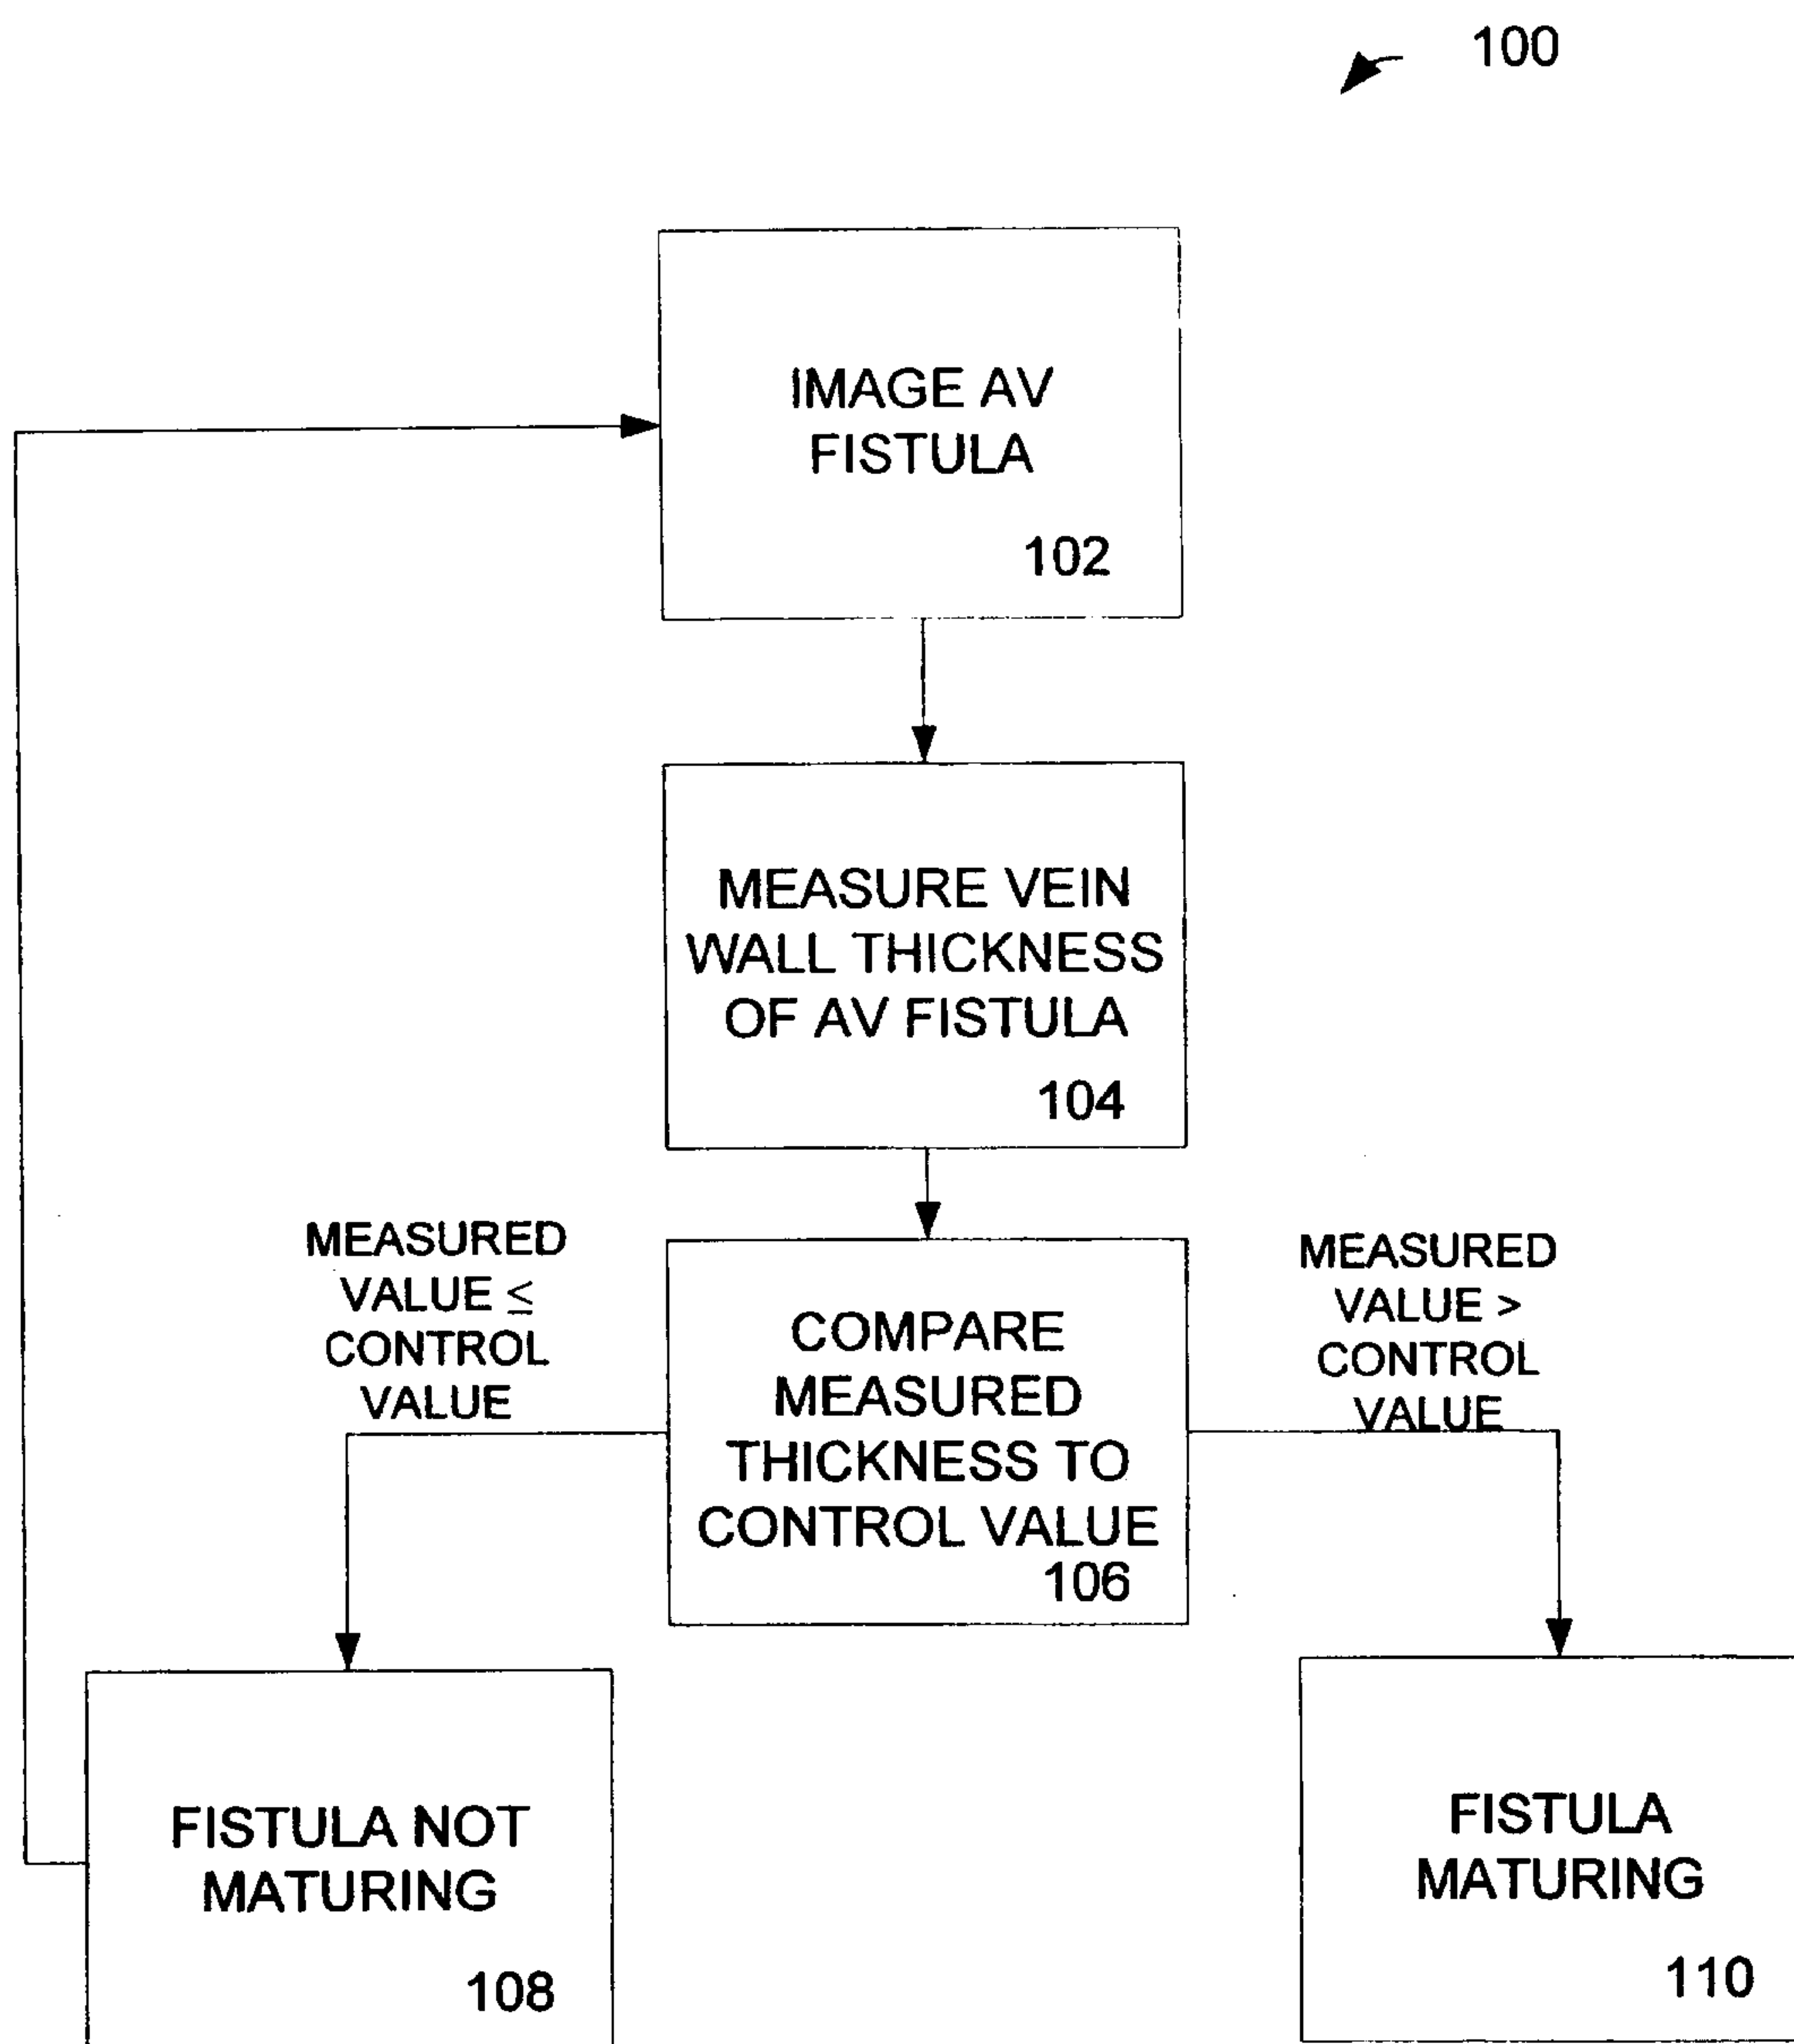 100
IMAGE AV
FISTULA
102
MEASURE VEIN
WALL THICKNESS
OF AV FISTULA
104
MEASURED
VALUE ≤
CONTROL
VALUE
MEASURED
VALUE >
CONTROL
VALUE
COMPARE
MEASURED
THICKNESS TO
CONTROL VALUE
106
FISTULA NOT
MATURING
108
FISTULA
MATURING
110